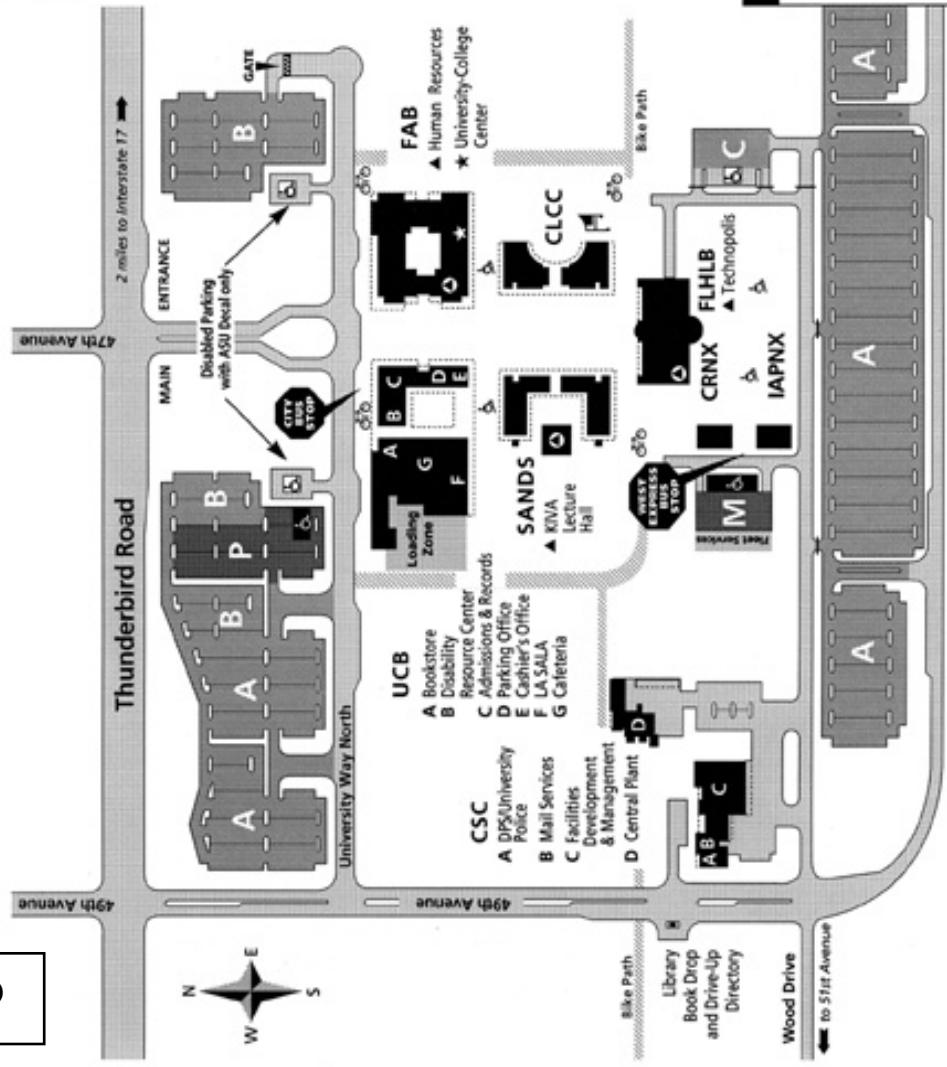 2 miles to Interstate 17
Thunderbird Road
47th Avenue
49th Avenue
MAIN
ENTRANCE
GATE
Disabled Parking
with ASU Decal only
A
A
B
P
B
B
University Way North
CITY
BUS
STOP
FAB
▲ Human Resources
★ University-College
Center
A
B
C
D
E
F
G
Loading
Zone
UCB
A Bookstore
B Disability
Resource Center
C Admissions & Records
D Parking Office
E Cashier's Office
F LA SALA
G Cafeteria
CLCC
SANDS
▲ KIVA
Lecture
Hall
49th Avenue
CSC
A DPS/University
Police
B Mail Services
C Facilities
Development
& Management
D Central Plant
D
Bike Path
Bike Path
WEST
EXPRESS
BUS
STOP
CRNX
FLHLB
▲ Technopolis
IAPNX
C
M
Fleet Services
A B
C
Library
Book Drop
and Drive-Up
Directory
Wood Drive
to 51st Avenue
A
A
A
N
E
S
W